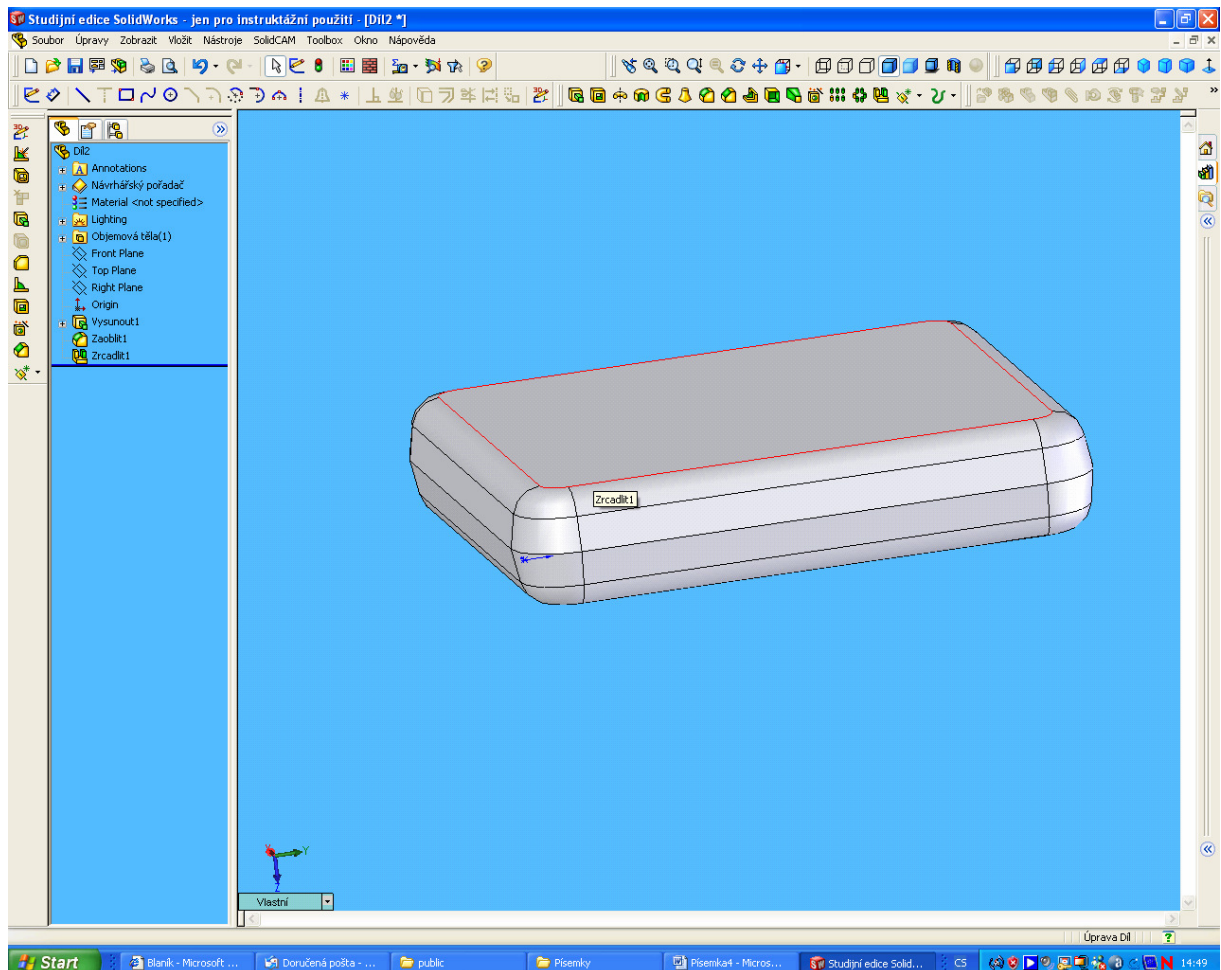 Studijní edice SolidWorks - jen pro instruktážní použití - [Díl2 *]
Soubor Úpravy Zobrazit Vložit Nástroje SolidCAM Toolbox Okno Nápověda
Díl2
Annotations
Návrhářský pořadač
Material <not specified>
Lighting
Objemová těla(1)
Front Plane
Top Plane
Right Plane
Origin
Vysunout1
Zaoblit1
Zrcadlit1
Zrcadlit1
X
Y
Z
Vlastní
Úprava Díl
Start Blaník - Microsoft ... Doručená pošta - ... public Písemky Písemka4 - Micros... Studijní edice Solid... CS 14:49